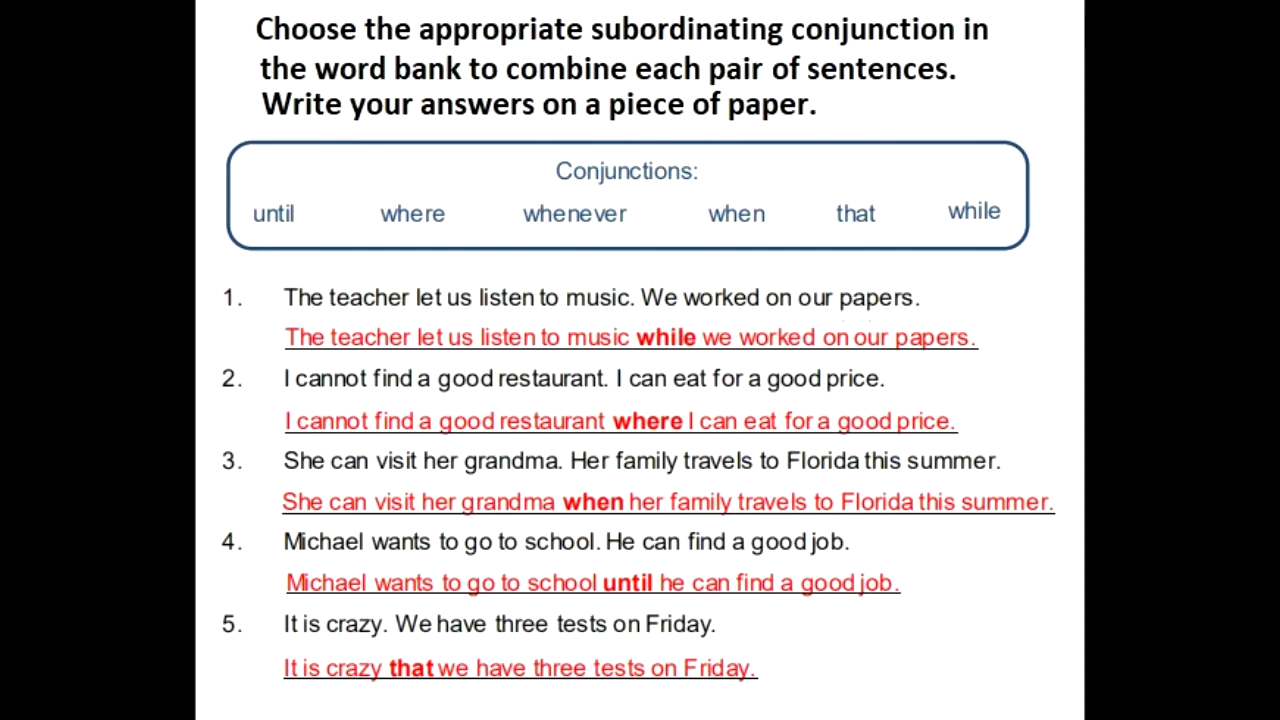 Choose the appropriate subordinating conjunction in
the word bank to combine each pair of sentences.
Write your answers on a piece of paper.
Conjunctions:
until where whenever when that while
1. The teacher let us listen to music. We worked on our papers.
The teacher let us listen to music while we worked on our papers.
2. I cannot find a good restaurant. I can eat for a good price.
I cannot find a good restaurant where I can eat for a good price.
3. She can visit her grandma. Her family travels to Florida this summer.
She can visit her grandma when her family travels to Florida this summer.
4. Michael wants to go to school. He can find a good job.
Michael wants to go to school until he can find a good job.
5. It is crazy. We have three tests on Friday.
It is crazy that we have three tests on Friday.